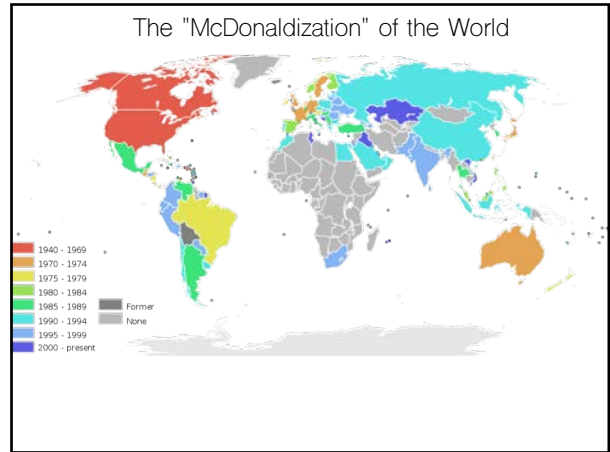 The "McDonaldization" of the World
1940 - 1969
1970 - 1974
1975 - 1979
1980 - 1984
1985 - 1989
1990 - 1994
1995 - 1999
2000 - present
Former
None